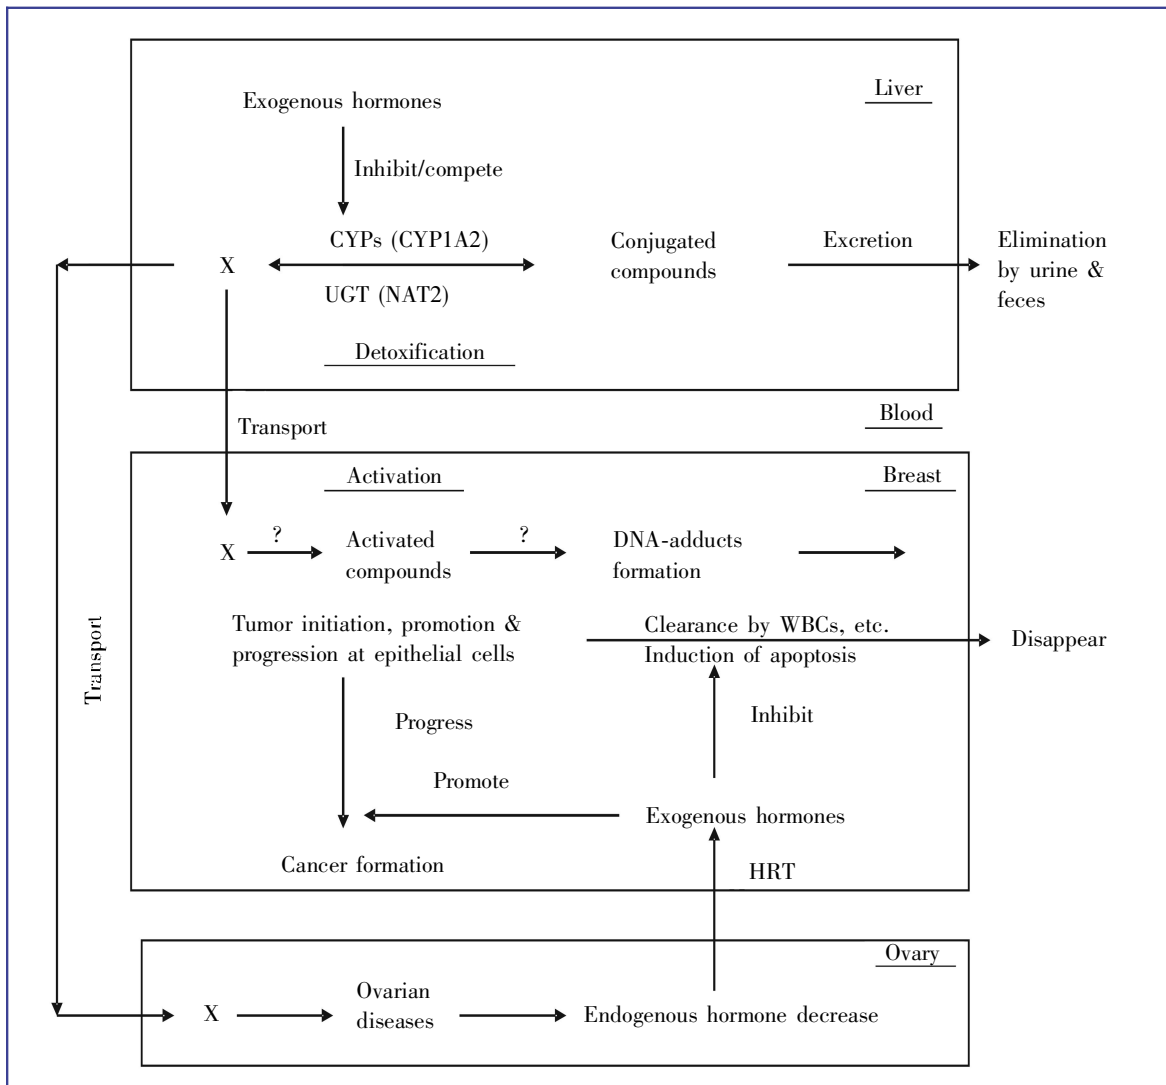 Liver
Exogenous hormones
Inhibit/compete
CYPs (CYP1A2)
X
UGT (NAT2)
Conjugated
compounds
Excretion
Elimination
by urine &
feces
Detoxification
Blood
Transport
Activation
Breast
X
?
Activated
compounds
?
DNA-adducts
formation
Tumor initiation, promotion &
progression at epithelial cells
Clearance by WBCs, etc.
Induction of apoptosis
Disappear
Transport
Progress
Inhibit
Promote
Exogenous hormones
Cancer formation
HRT
Ovary
X
Ovarian
diseases
Endogenous hormone decrease